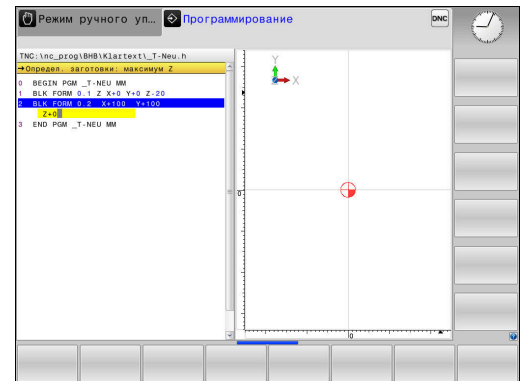 Режим ручного уп… Программирование DNC
TNC:\nc_prog\BHB\Klartext\_T-Neu.h
→Определ. заготовки: максимум Z
0 BEGIN PGM _T-NEU MM
1 BLK FORM 0.1 Z X+0 Y+0 Z-20
2 BLK FORM 0.2 X+100 Y+100
Z+0
3 END PGM _T-NEU MM
Y
X
0
0